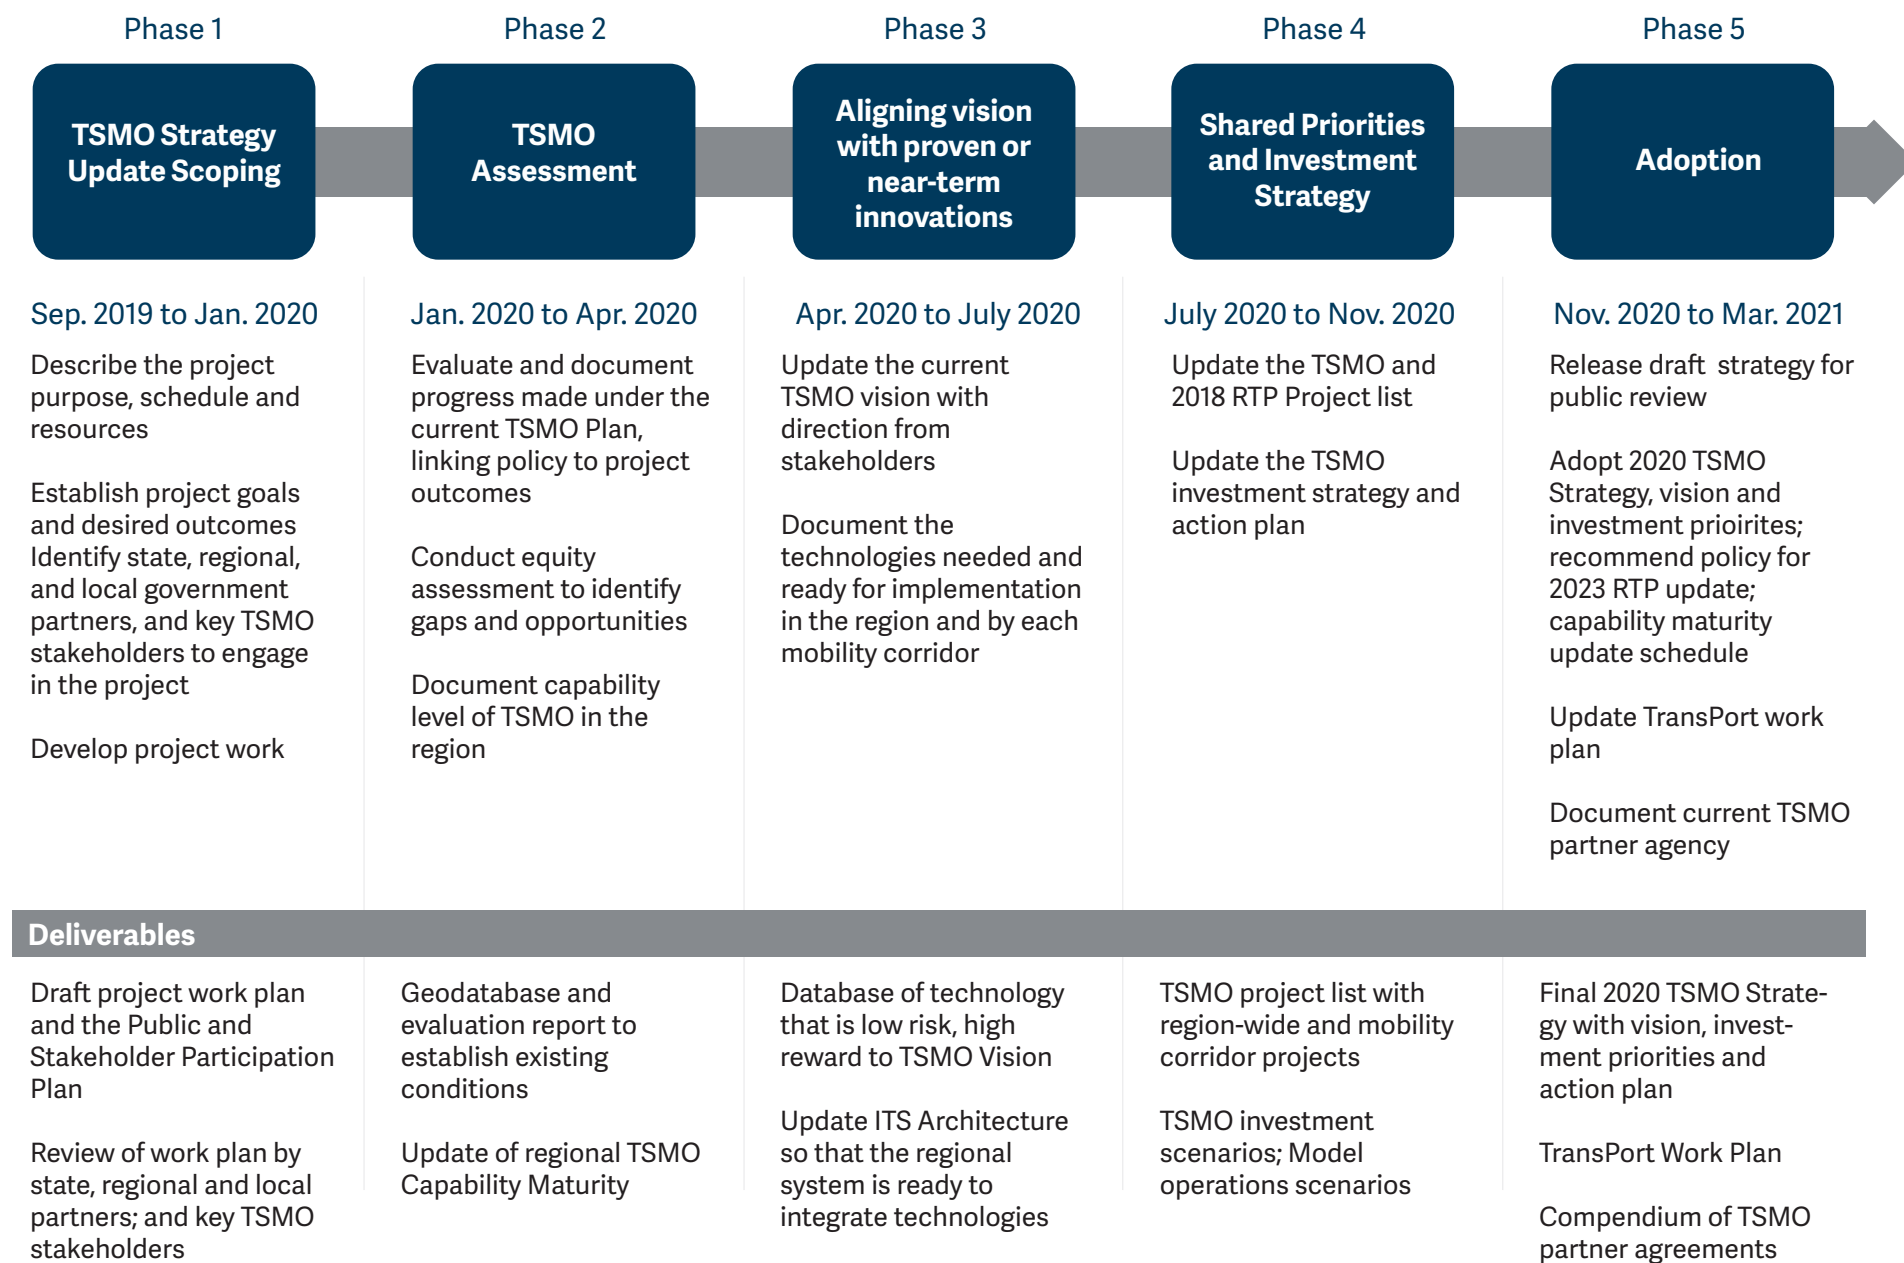 Phase 1
Phase 2
Phase 3
Phase 4
Phase 5
TSMO Strategy
Update Scoping
TSMO
Assessment
Aligning vision
with proven or
near-term
innovations
Shared Priorities
and Investment
Strategy
Adoption
Sep. 2019 to Jan. 2020
Describe the project
purpose, schedule and
resources
Establish project goals
and desired outcomes
Identify state, regional,
and local government
partners, and key TSMO
stakeholders to engage
in the project
Develop project work
Jan. 2020 to Apr. 2020
Evaluate and document
progress made under the
current TSMO Plan,
linking policy to project
outcomes
Conduct equity
assessment to identify
gaps and opportunities
Document capability
level of TSMO in the
region
Apr. 2020 to July 2020
Update the current
TSMO vision with
direction from
stakeholders
Document the
technologies needed and
ready for implementation
in the region and by each
mobility corridor
July 2020 to Nov. 2020
Update the TSMO and
2018 RTP Project list
Update the TSMO
investment strategy and
action plan
Nov. 2020 to Mar. 2021
Release draft  strategy for
public review
Adopt 2020 TSMO
Strategy, vision and
investment prioirites;
recommend policy for
2023 RTP update;
capability maturity
update schedule
Update TransPort work
plan
Document current TSMO
partner agency
Deliverables
Draft project work plan
and the Public and
Stakeholder Participation
Plan
Review of work plan by
state, regional and local
partners; and key TSMO
stakeholders
Geodatabase and
evaluation report to
establish existing
conditions
Update of regional TSMO
Capability Maturity
Database of technology
that is low risk, high
reward to TSMO Vision
Update ITS Architecture
so that the regional
system is ready to
integrate technologies
TSMO project list with
region-wide and mobility
corridor projects
TSMO investment
scenarios; Model
operations scenarios
Final 2020 TSMO Strate-
gy with vision, invest-
ment priorities and
action plan
TransPort Work Plan
Compendium of TSMO
partner agreements